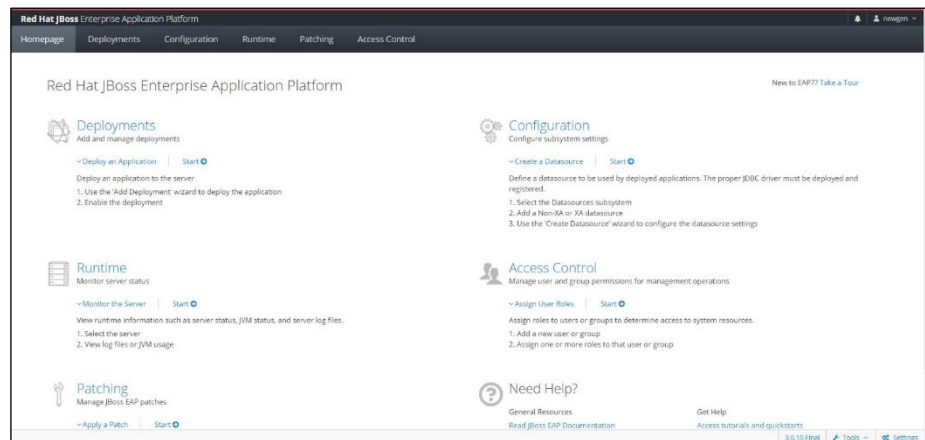 Red Hat JBoss Enterprise Application Platform
newgen
Homepage Deployments Configuration Runtime Patching Access Control
Red Hat JBoss Enterprise Application Platform
New to EAP7? Take a Tour
Deployments
Add and manage deployments
Deploy an Application Start
Deploy an application to the server
1. Use the 'Add Deployment' wizard to deploy the application
2. Enable the deployment
Configuration
Configure subsystem settings
Create a Datasource Start
Define a datasource to be used by deployed applications. The proper JDBC driver must be deployed and
registered.
1. Select the Datasources subsystem
2. Add a Non-XA or XA datasource
3. Use the 'Create Datasource' wizard to configure the datasource settings
Runtime
Monitor server status
Monitor the Server Start
View runtime information such as server status, JVM status, and server log files.
1. Select the server
2. View log files or JVM usage
Access Control
Manage user and group permissions for management operations
Assign User Roles Start
Assign roles to users or groups to determine access to system resources.
1. Add a new user or group
2. Assign one or more roles to that user or group
Patching
Manage JBoss EAP patches
Apply a Patch Start
Need Help?
General Resources
Read JBoss EAP Documentation
Get Help
Access tutorials and quickstarts
3.0.10.Final Tools Settings